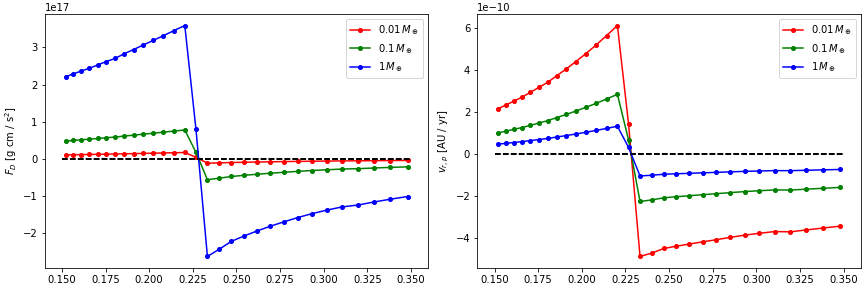 1e17
F_D [g cm / s²]
3
2
1
0
−1
−2
0.150 0.175 0.200 0.225 0.250 0.275 0.300 0.325 0.350
0.01 M⊕
0.1 M⊕
1 M⊕
1e−10
v_{r,p} [AU / yr]
6
4
2
0
−2
−4
0.150 0.175 0.200 0.225 0.250 0.275 0.300 0.325 0.350
0.01 M⊕
0.1 M⊕
1 M⊕